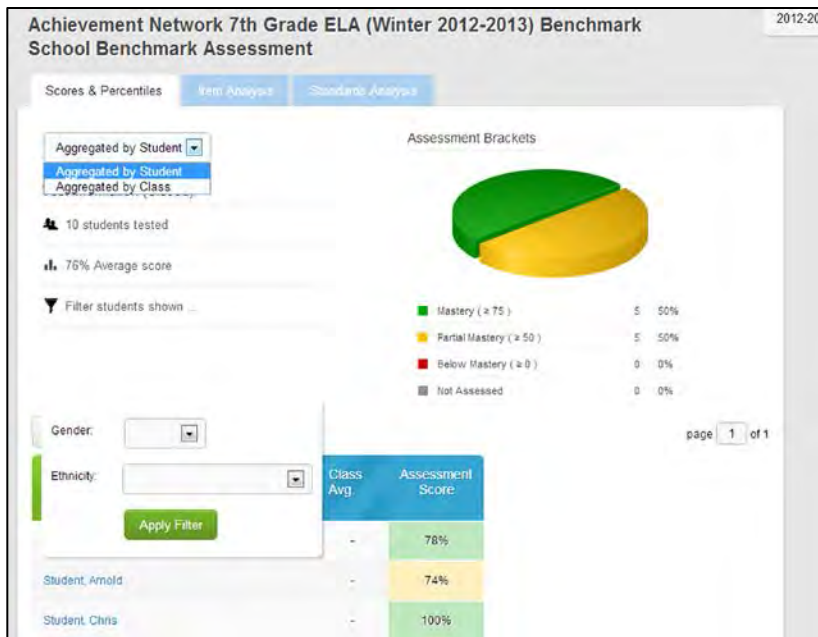 Achievement Network 7th Grade ELA (Winter 2012-2013) Benchmark
School Benchmark Assessment
2012-20
Scores & Percentiles
Item Analysis
Standards Analysis
Aggregated by Student
Aggregated by Student
Aggregated by Class
10 students tested
76% Average score
Filter students shown ...
Assessment Brackets
Mastery ( ≥ 75 ) 5 50%
Partial Mastery ( ≥ 50 ) 5 50%
Below Mastery ( ≥ 0 ) 0 0%
Not Assessed 0 0%
page 1 of 1
Gender:
Ethnicity:
Apply Filter
Class Avg.
Assessment Score
- 78%
Student, Arnold - 74%
Student, Chris - 100%